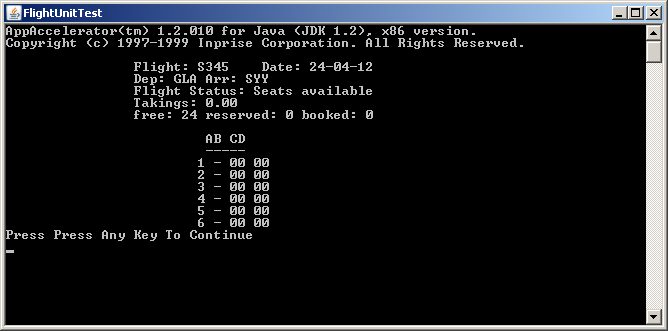 FlightUnitTest
AppAccelerator(tm) 1.2.010 for Java (JDK 1.2), x86 version.
Copyright (c) 1997-1999 Inprise Corporation. All Rights Reserved.
Flight: S345    Date: 24-04-12
Dep: GLA Arr: SYY
Flight Status: Seats available
Takings: 0.00
free: 24 reserved: 0 booked: 0
AB CD
-----
1 - 00 00
2 - 00 00
3 - 00 00
4 - 00 00
5 - 00 00
6 - 00 00
Press Press Any Key To Continue